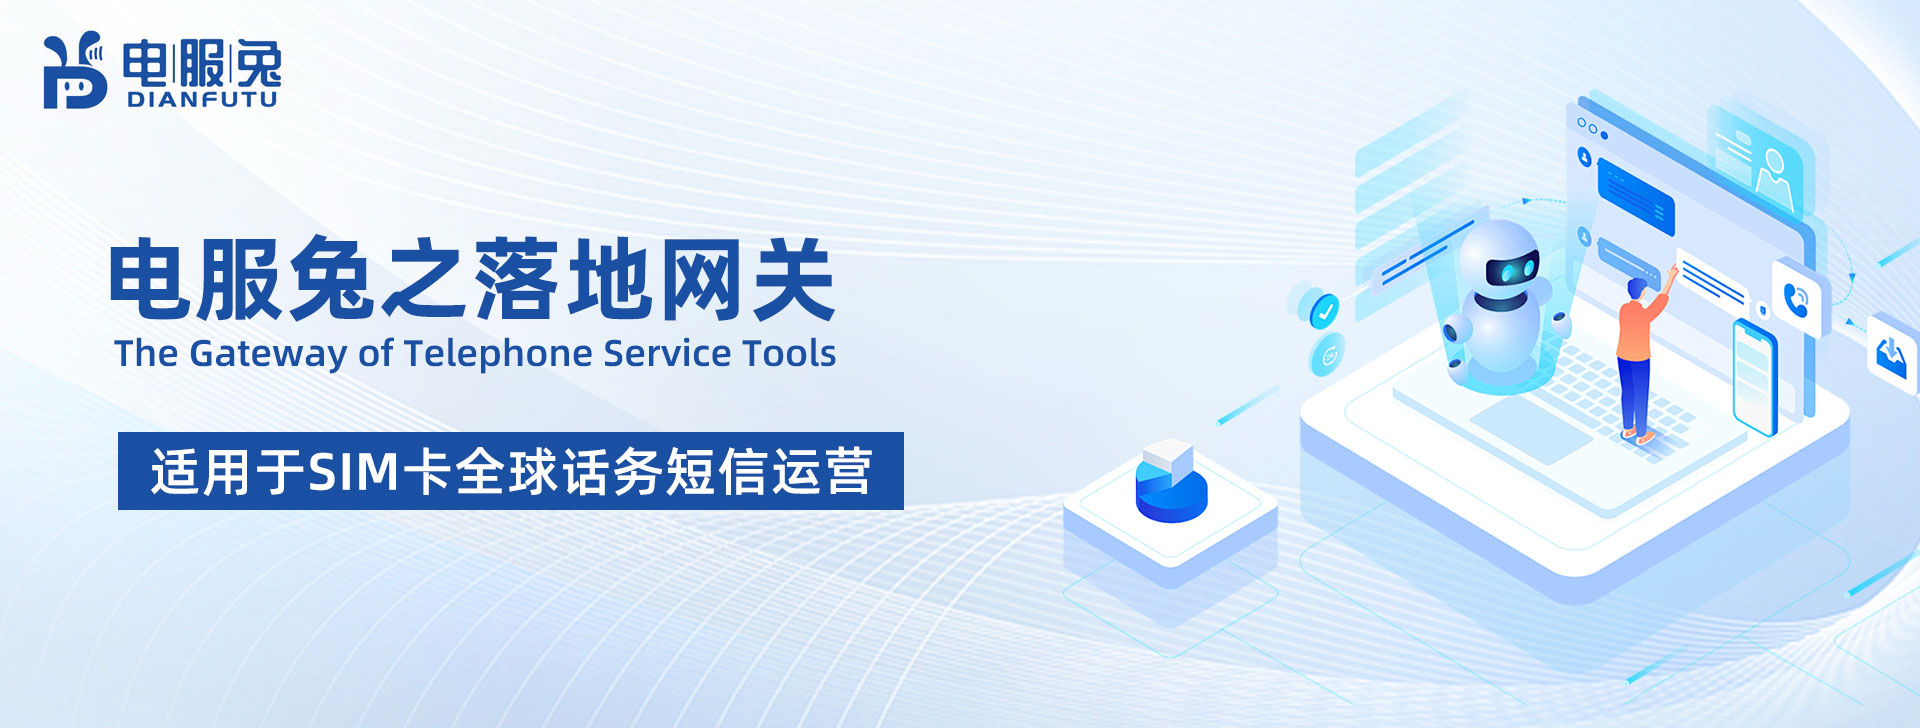 电服兔
DIANFUTU
电服兔之落地网关
The Gateway of Telephone Service Tools
适用于SIM卡全球话务短信运营
24